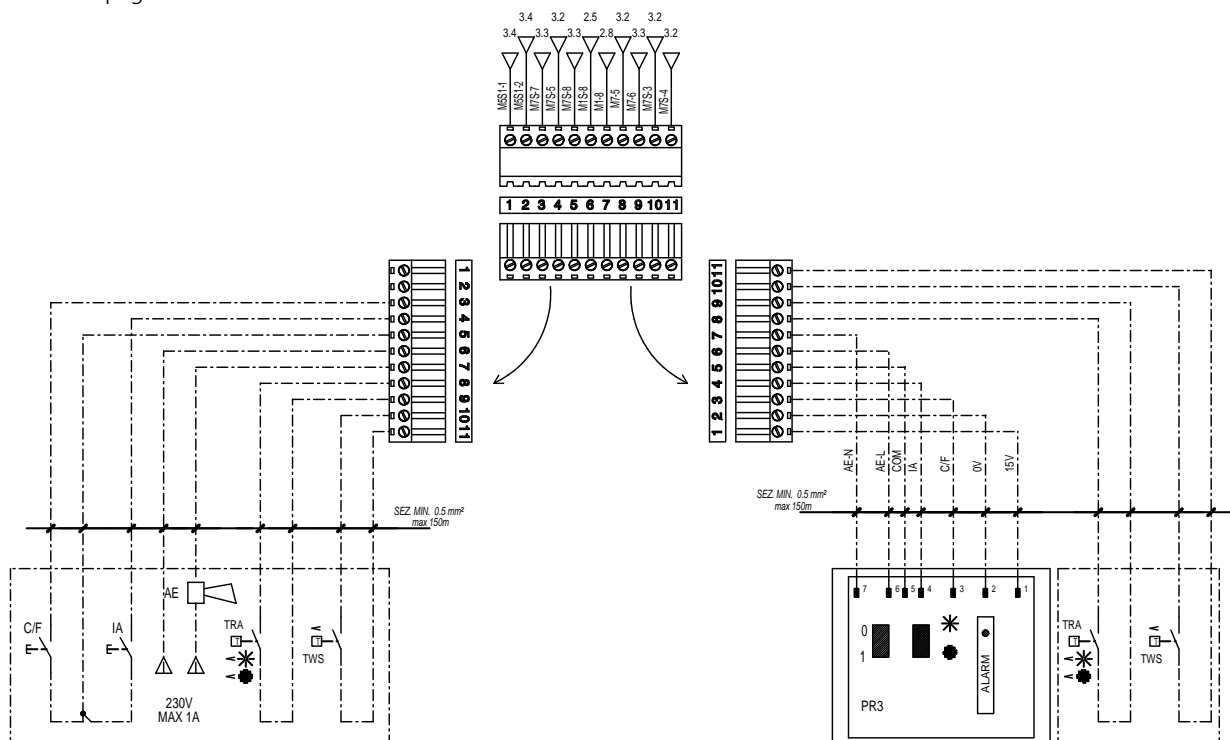 3.4 3.2 2.5 3.2 3.2
3.4 3.3 3.3 2.8 3.3 3.2
M5S1-1
M5S1-2
M7S-7
M7S-5
M7S-8
M1S-8
M1-8
M7-5
M7-6
M7S-3
M7S-4
1 2 3 4 5 6 7 8 9 10 11
1
2
3
4
5
6
7
8
9
10
11
11
10
9
8
7
6
5
4
3
2
1
AE-N
AE-L
COM
IA
C/F
0V
15V
SEZ. MIN. 0.5 mm²
max 150m
SEZ. MIN. 0.5 mm²
max 150m
AE
C/F
IA
TRA
T
<
T
TWS
<
<
230V
MAX 1A
7 6 5 4 3 2 1
0
1
ALARM
PR3
TRA
T
<
T
TWS
<
<